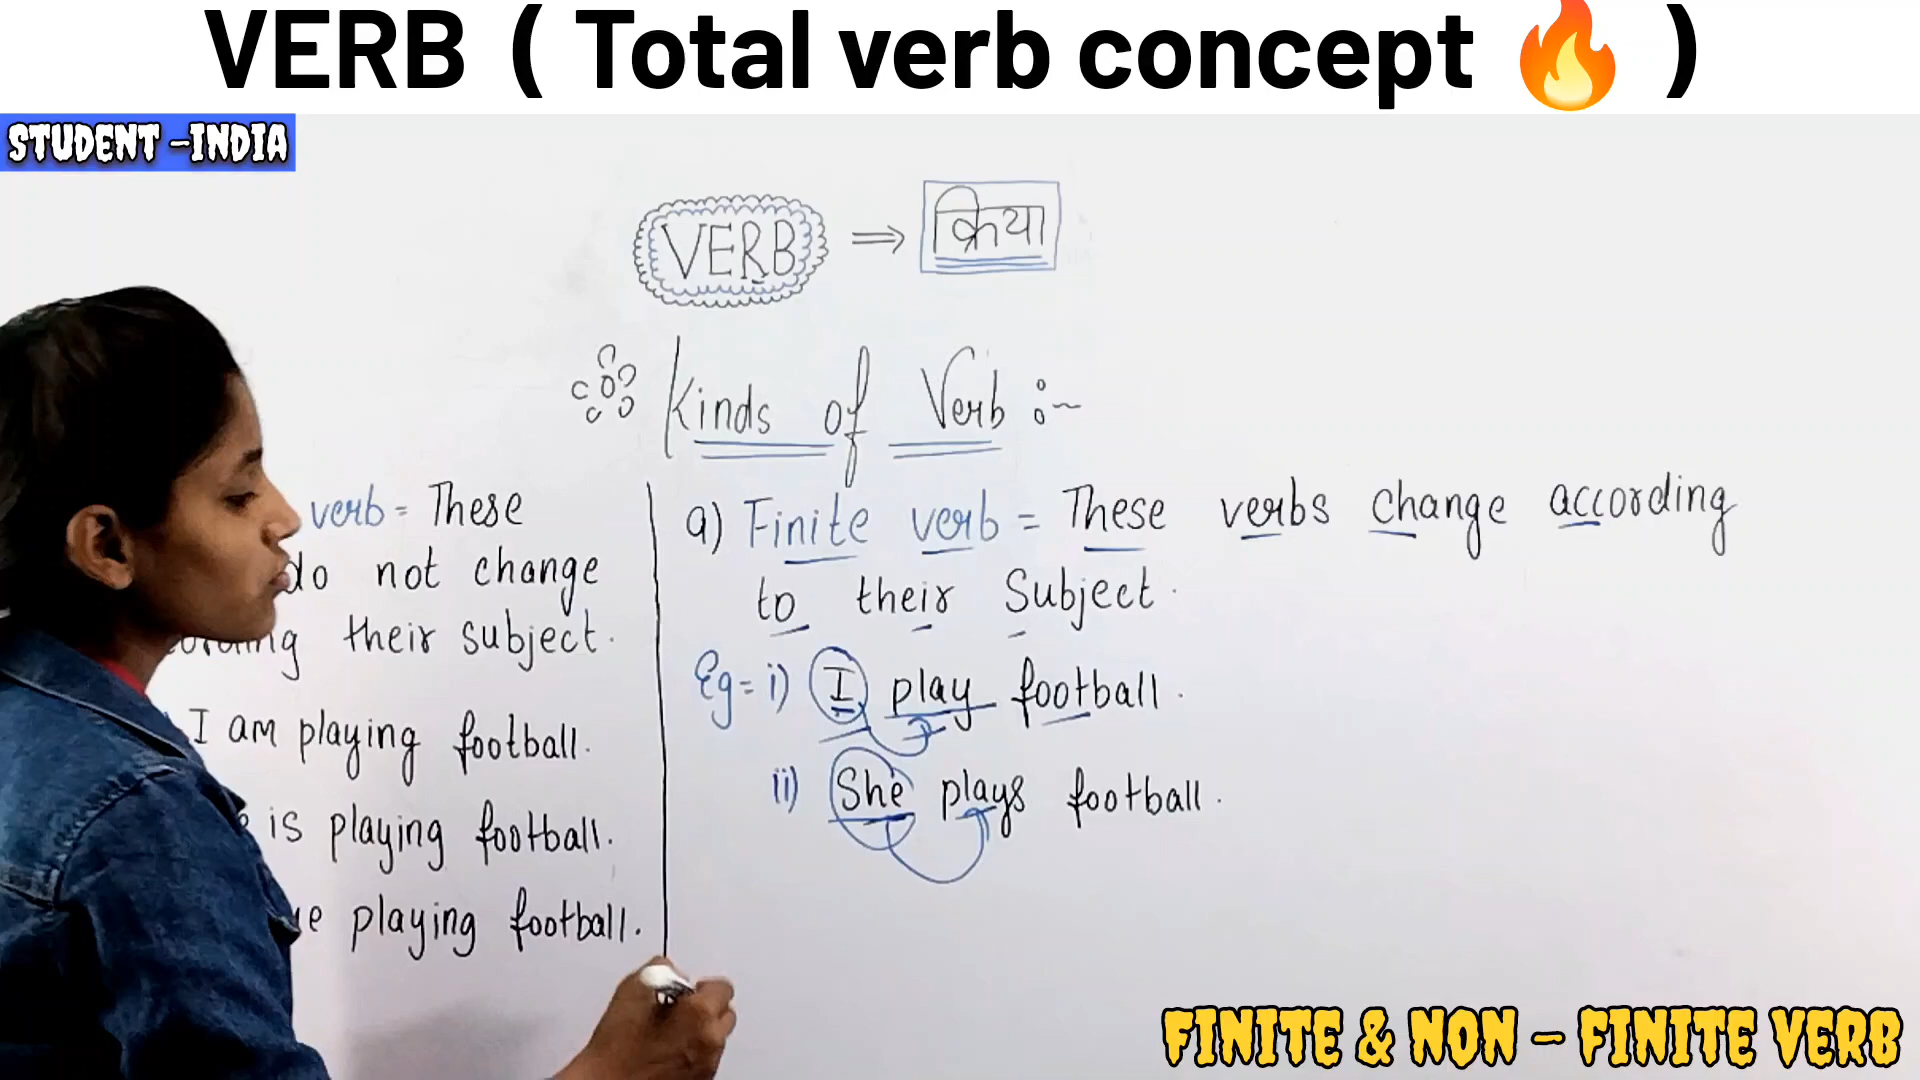 VERB ( Total verb concept 🔥 )
STUDENT -INDIA
VERB ⇒ क्रिया
Kinds of Verb :~
verb = These
do not change
their subject.
I am playing football.
is playing football.
playing football.
a) Finite verb = These verbs change according
to their Subject.
Eg= i) I play football.
ii) She plays football.
FINITE & NON - FINITE VERB